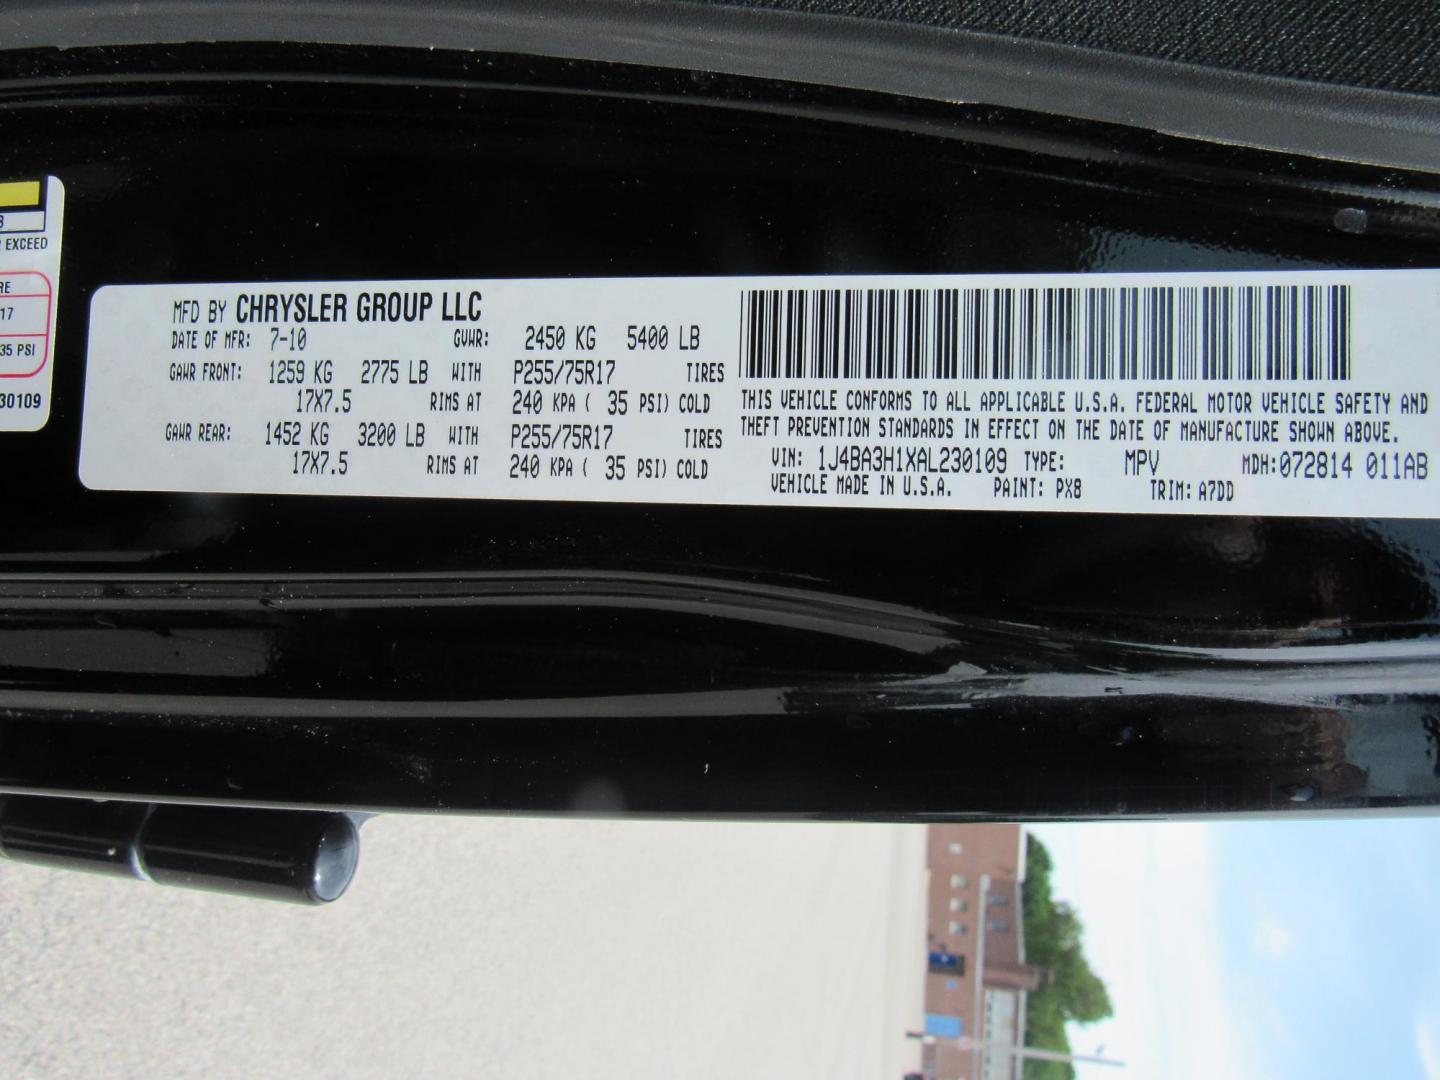 B
R EXCEED
RE
17
35 PSI
30109
MFD BY CHRYSLER GROUP LLC
DATE OF MFR: 7-10 GVWR: 2450 KG 5400 LB
GAWR FRONT: 1259 KG 2775 LB WITH P255/75R17 TIRES
17X7.5 RIMS AT 240 KPA ( 35 PSI) COLD
GAWR REAR: 1452 KG 3200 LB WITH P255/75R17 TIRES
17X7.5 RIMS AT 240 KPA ( 35 PSI) COLD
THIS VEHICLE CONFORMS TO ALL APPLICABLE U.S.A. FEDERAL MOTOR VEHICLE SAFETY AND
THEFT PREVENTION STANDARDS IN EFFECT ON THE DATE OF MANUFACTURE SHOWN ABOVE.
VIN: 1J4BA3H1XAL230109 TYPE: MPV MDH:072814 011AB
VEHICLE MADE IN U.S.A. PAINT: PX8 TRIM: A7DD